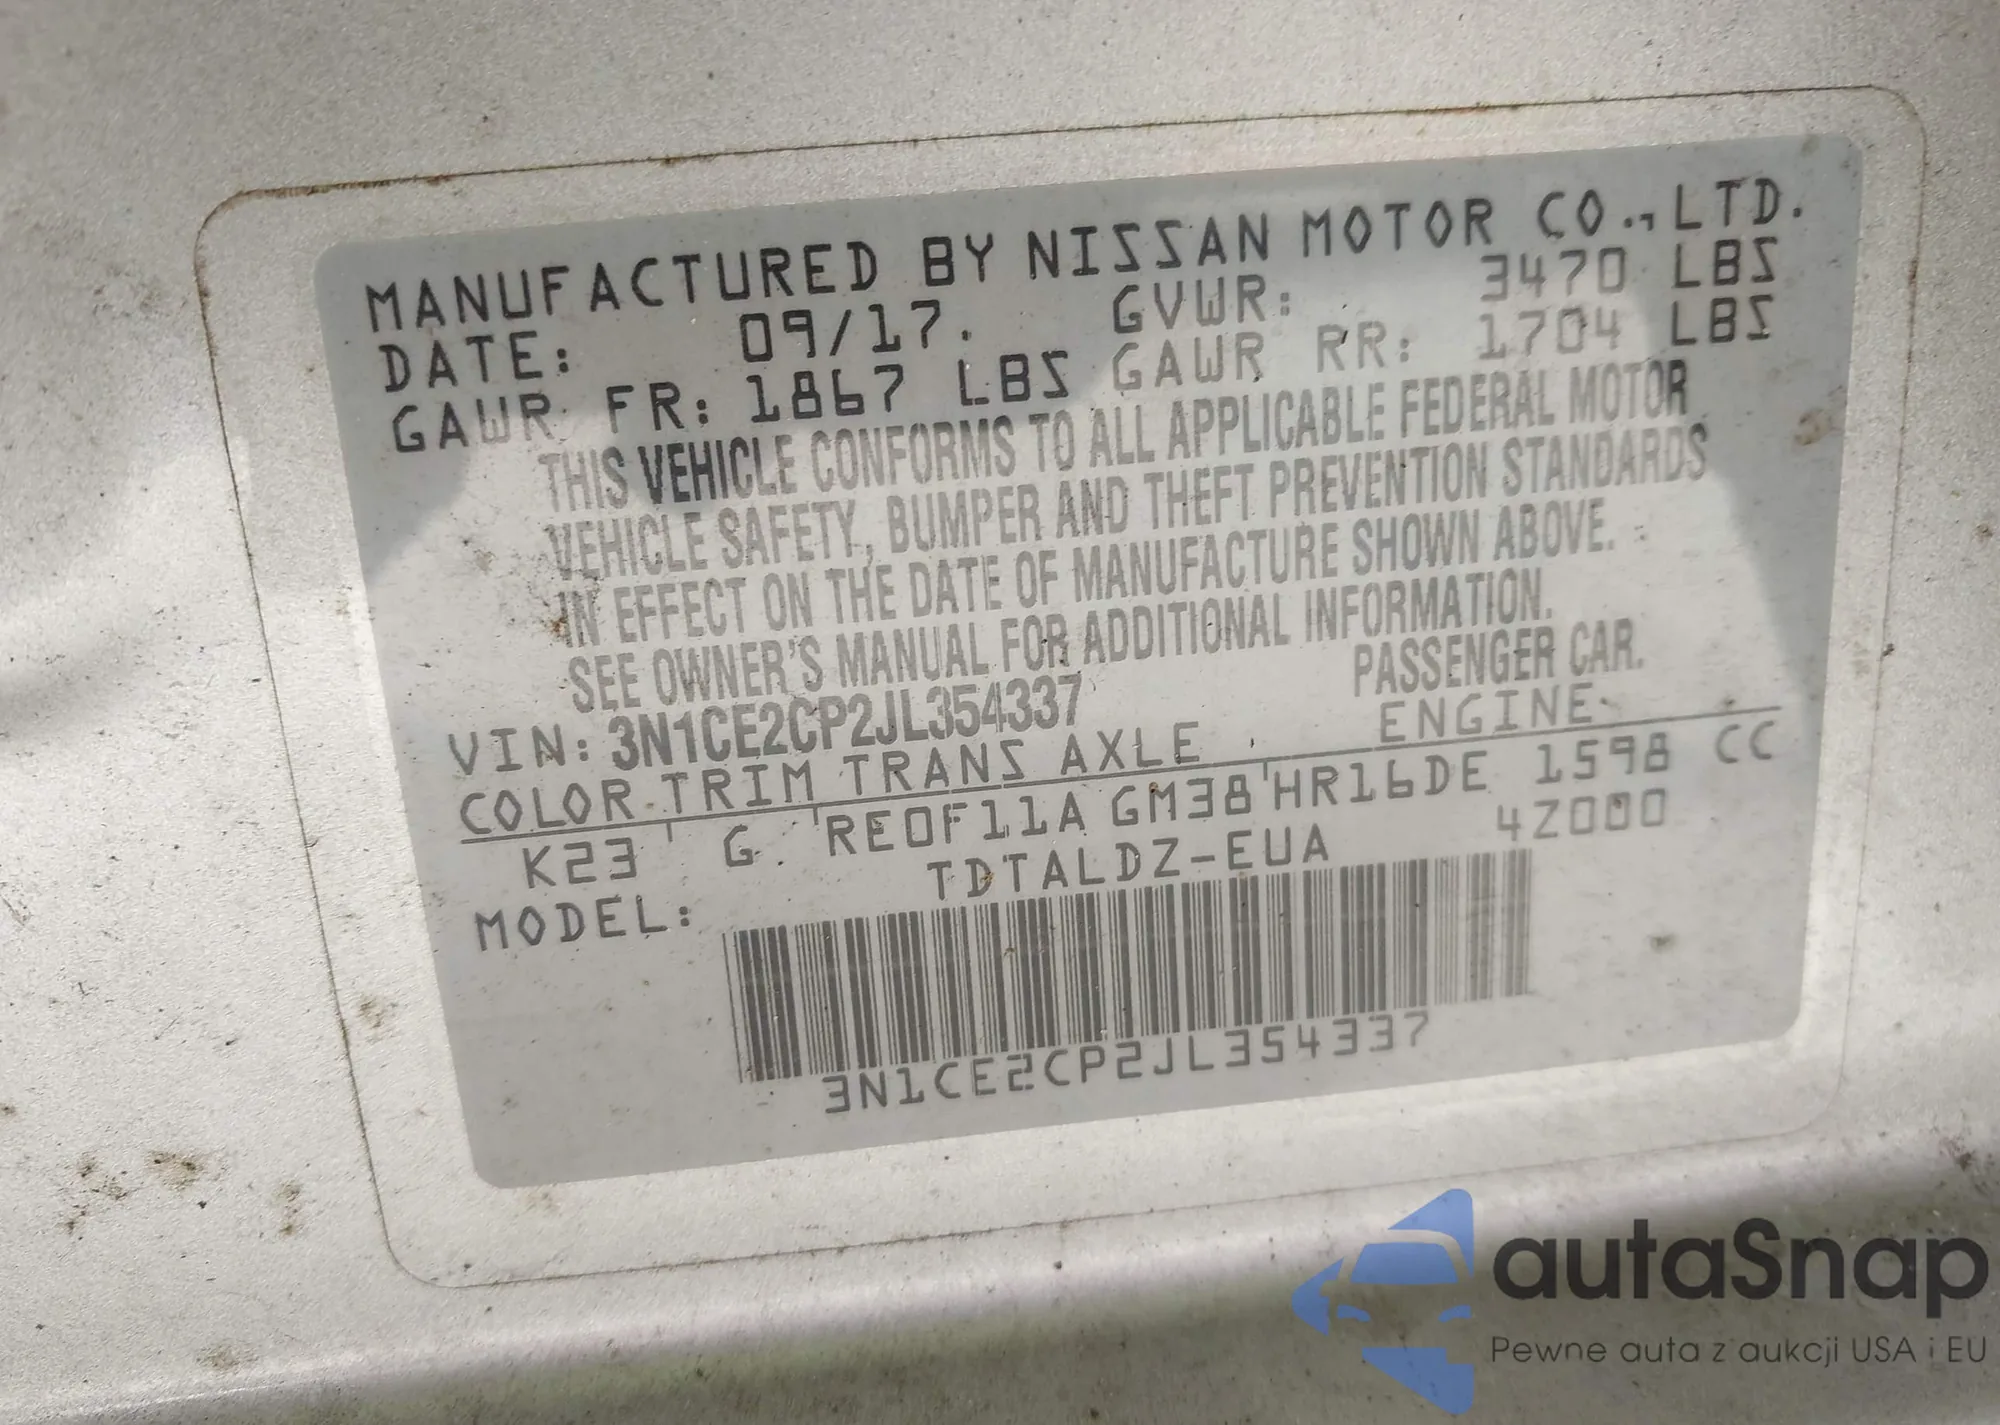 MANUFACTURED BY NISSAN MOTOR CO., LTD.
DATE: 09/17. GVWR: 3470 LBS
GAWR FR: 1867 LBS GAWR RR: 1704 LBS
THIS VEHICLE CONFORMS TO ALL APPLICABLE FEDERAL MOTOR
VEHICLE SAFETY, BUMPER AND THEFT PREVENTION STANDARDS
IN EFFECT ON THE DATE OF MANUFACTURE SHOWN ABOVE.
SEE OWNER'S MANUAL FOR ADDITIONAL INFORMATION.
VIN: 3N1CE2CP2JL354337 PASSENGER CAR.
COLOR TRIM TRANS AXLE ENGINE
K23 G RE0F11A GM38 HR16DE 1598 CC
MODEL: TDTALDZ-EUA 4Z000
3N1CE2CP2JL354337
autaSnap
Pewne auta z aukcji USA i EU